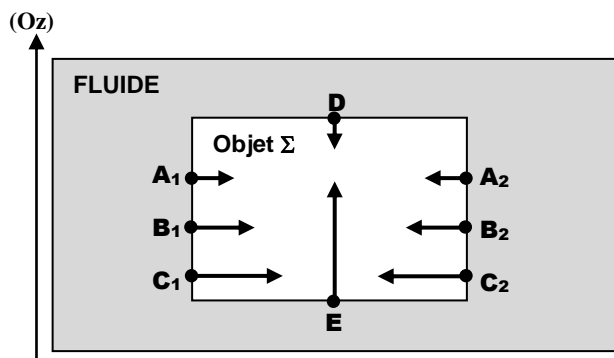 (Oz)
FLUIDE
D
Objet Σ
A₁ A₂
B₁ B₂
C₁ C₂
E